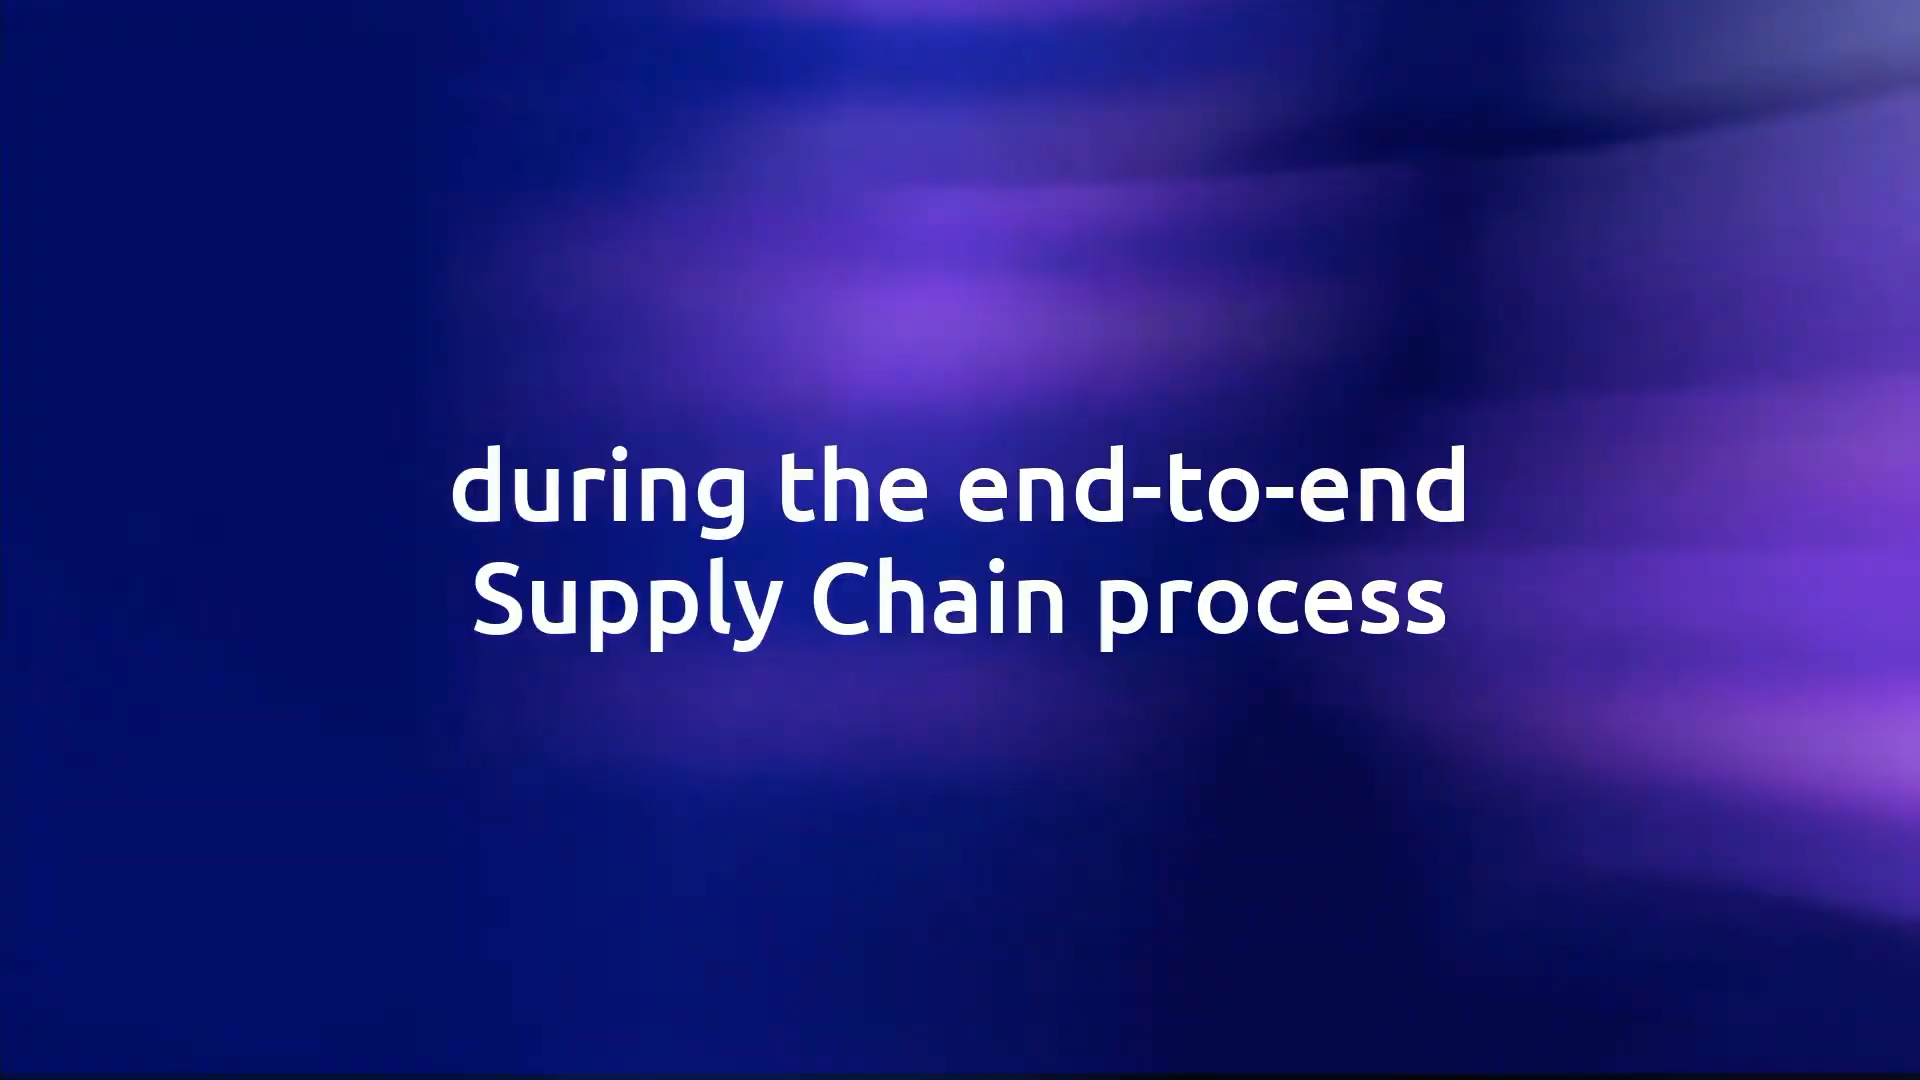 during the end-to-end
Supply Chain process